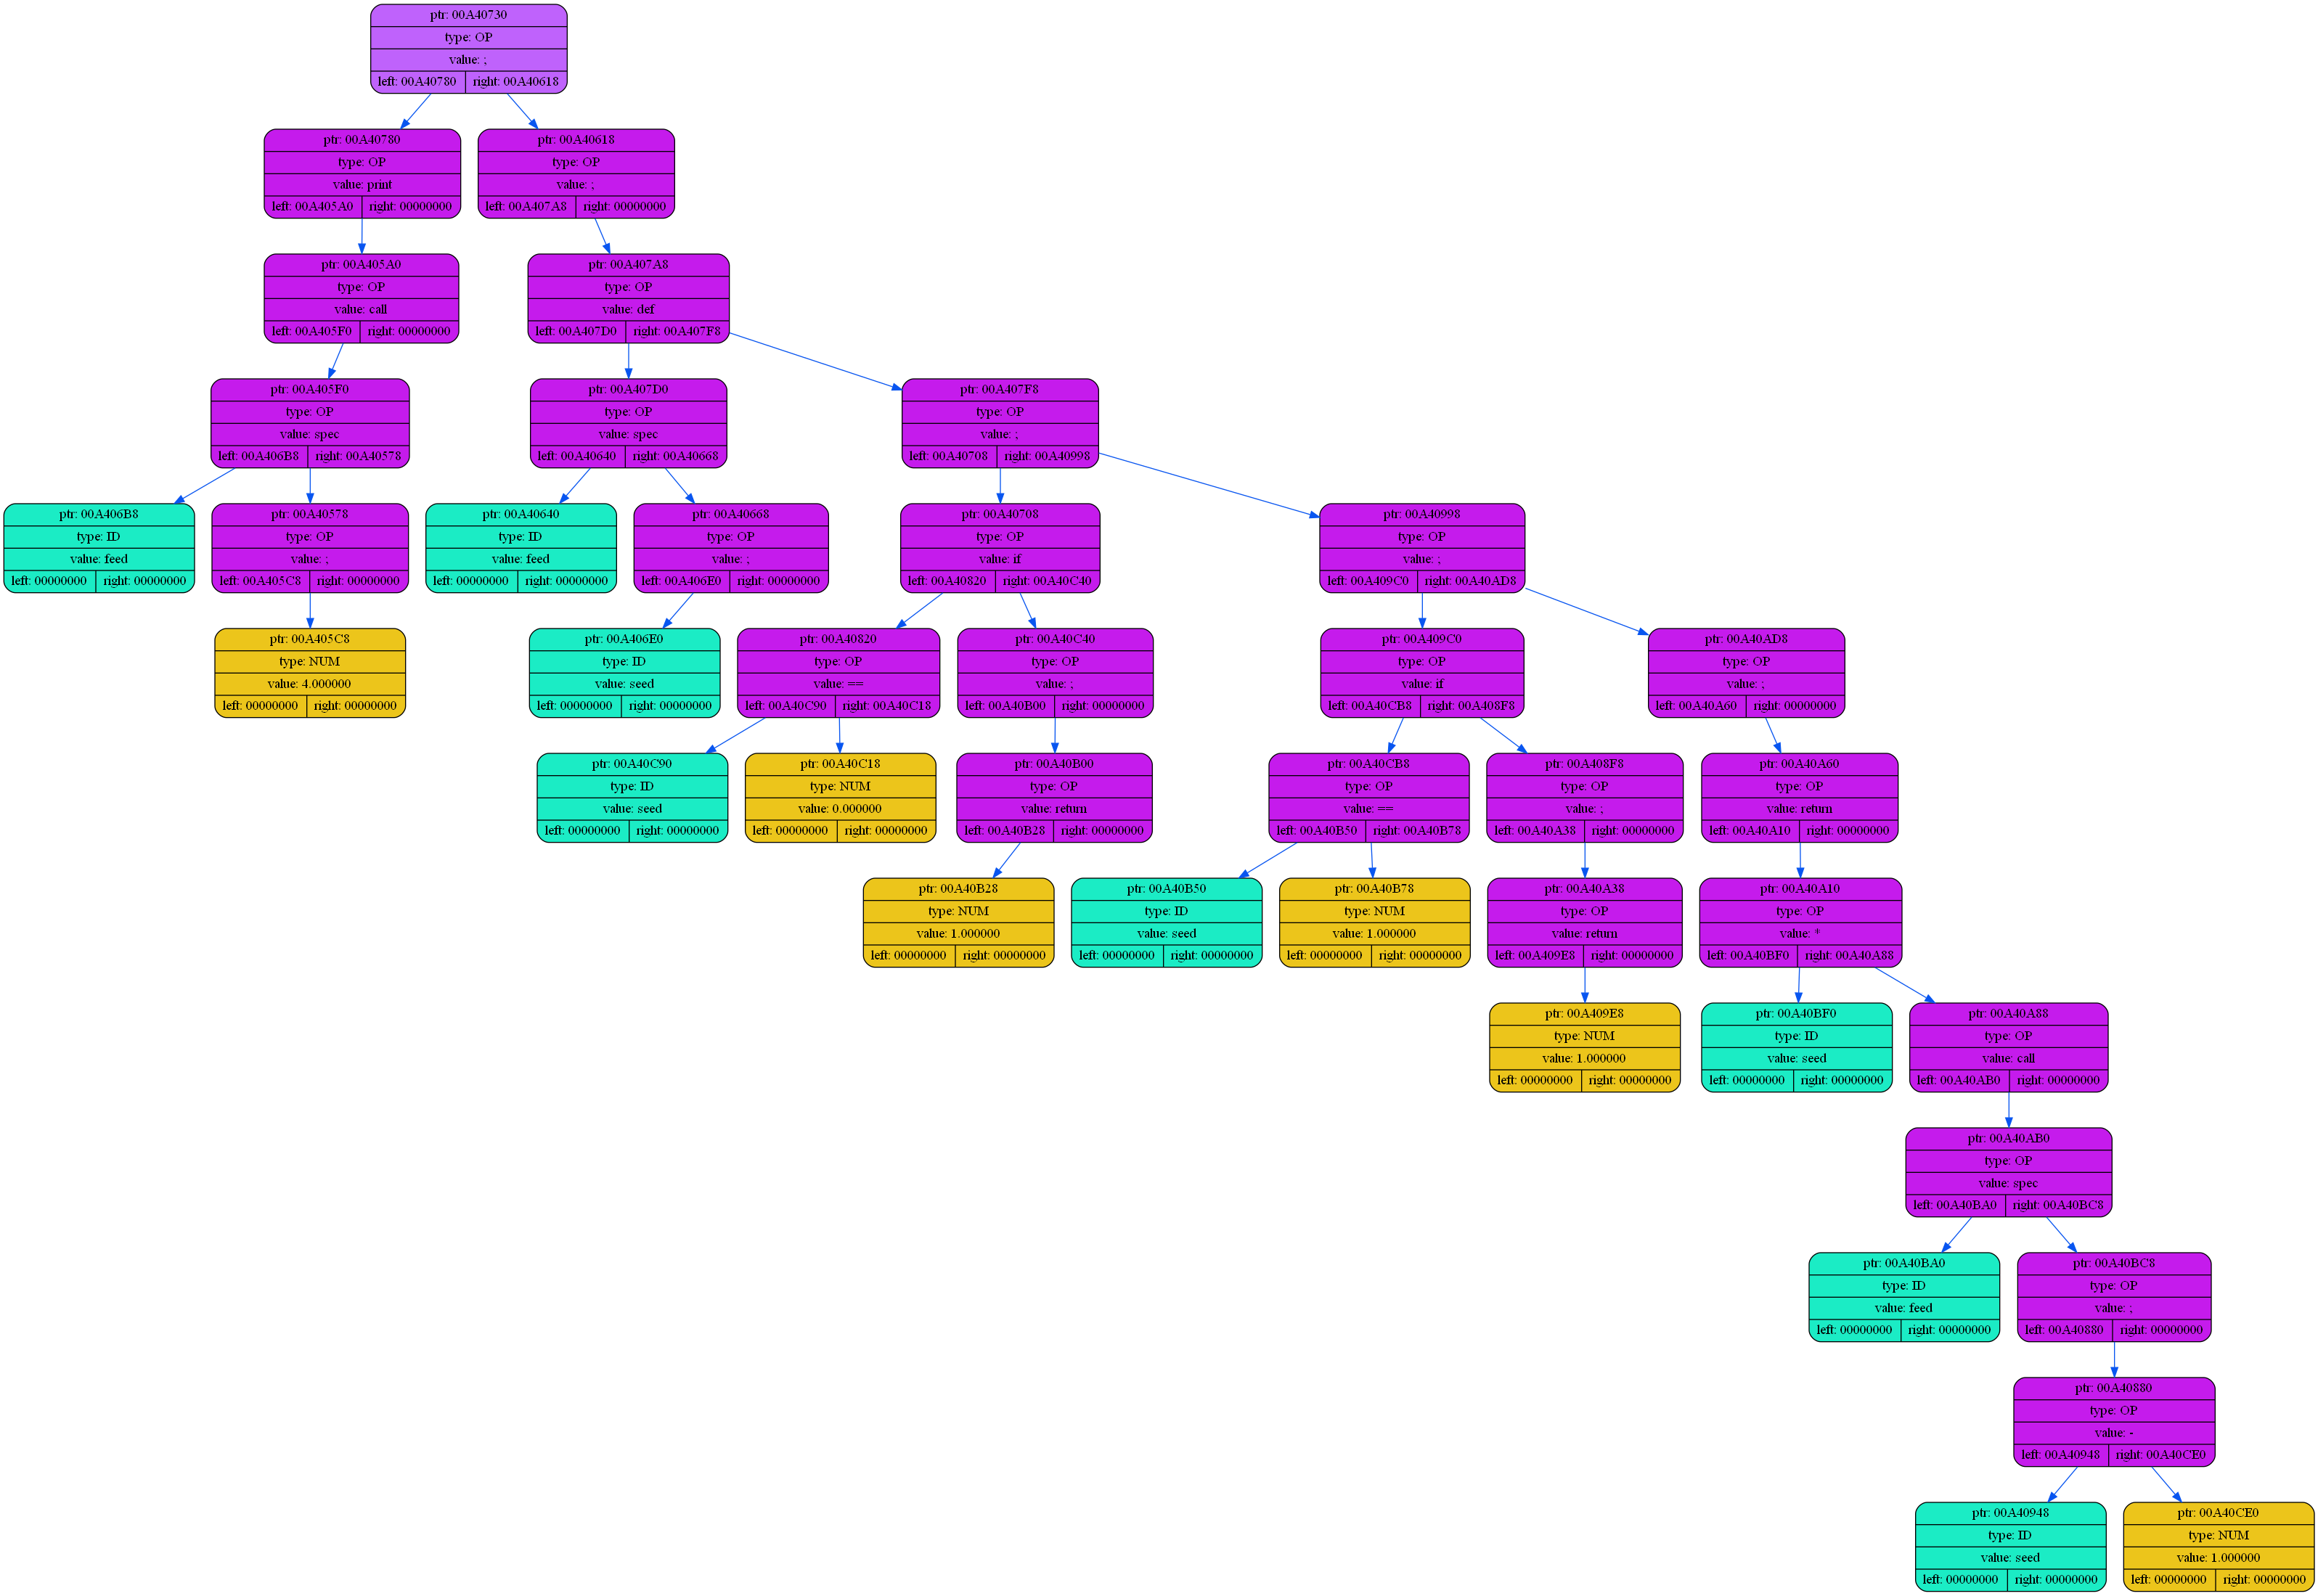 ptr: 00A40730
type: OP
value: ;
left: 00A40780 right: 00A40618
ptr: 00A40780
type: OP
value: print
left: 00A405A0 right: 00000000
ptr: 00A40618
type: OP
value: ;
left: 00A407A8 right: 00000000
ptr: 00A405A0
type: OP
value: call
left: 00A405F0 right: 00000000
ptr: 00A407A8
type: OP
value: def
left: 00A407D0 right: 00A407F8
ptr: 00A405F0
type: OP
value: spec
left: 00A406B8 right: 00A40578
ptr: 00A407D0
type: OP
value: spec
left: 00A40640 right: 00A40668
ptr: 00A407F8
type: OP
value: ;
left: 00A40708 right: 00A40998
ptr: 00A406B8
type: ID
value: feed
left: 00000000 right: 00000000
ptr: 00A40578
type: OP
value: ;
left: 00A405C8 right: 00000000
ptr: 00A40640
type: ID
value: feed
left: 00000000 right: 00000000
ptr: 00A40668
type: OP
value: ;
left: 00A406E0 right: 00000000
ptr: 00A40708
type: OP
value: if
left: 00A40820 right: 00A40C40
ptr: 00A40998
type: OP
value: ;
left: 00A409C0 right: 00A40AD8
ptr: 00A405C8
type: NUM
value: 4.000000
left: 00000000 right: 00000000
ptr: 00A406E0
type: ID
value: seed
left: 00000000 right: 00000000
ptr: 00A40820
type: OP
value: ==
left: 00A40C90 right: 00A40C18
ptr: 00A40C40
type: OP
value: ;
left: 00A40B00 right: 00000000
ptr: 00A409C0
type: OP
value: if
left: 00A40CB8 right: 00A408F8
ptr: 00A40AD8
type: OP
value: ;
left: 00A40A60 right: 00000000
ptr: 00A40C90
type: ID
value: seed
left: 00000000 right: 00000000
ptr: 00A40C18
type: NUM
value: 0.000000
left: 00000000 right: 00000000
ptr: 00A40B00
type: OP
value: return
left: 00A40B28 right: 00000000
ptr: 00A40CB8
type: OP
value: ==
left: 00A40B50 right: 00A40B78
ptr: 00A408F8
type: OP
value: ;
left: 00A40A38 right: 00000000
ptr: 00A40A60
type: OP
value: return
left: 00A40A10 right: 00000000
ptr: 00A40B28
type: NUM
value: 1.000000
left: 00000000 right: 00000000
ptr: 00A40B50
type: ID
value: seed
left: 00000000 right: 00000000
ptr: 00A40B78
type: NUM
value: 1.000000
left: 00000000 right: 00000000
ptr: 00A40A38
type: OP
value: return
left: 00A409E8 right: 00000000
ptr: 00A40A10
type: OP
value: *
left: 00A40BF0 right: 00A40A88
ptr: 00A409E8
type: NUM
value: 1.000000
left: 00000000 right: 00000000
ptr: 00A40BF0
type: ID
value: seed
left: 00000000 right: 00000000
ptr: 00A40A88
type: OP
value: call
left: 00A40AB0 right: 00000000
ptr: 00A40AB0
type: OP
value: spec
left: 00A40BA0 right: 00A40BC8
ptr: 00A40BA0
type: ID
value: feed
left: 00000000 right: 00000000
ptr: 00A40BC8
type: OP
value: ;
left: 00A40880 right: 00000000
ptr: 00A40880
type: OP
value: -
left: 00A40948 right: 00A40CE0
ptr: 00A40948
type: ID
value: seed
left: 00000000 right: 00000000
ptr: 00A40CE0
type: NUM
value: 1.000000
left: 00000000 right: 00000000